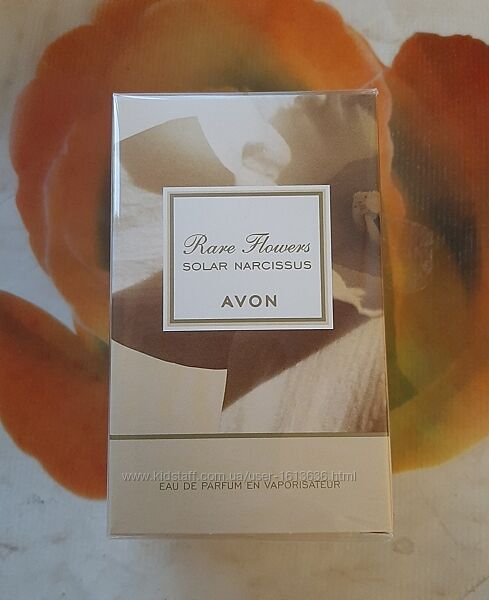 Rare Flowers
SOLAR NARCISSUS
AVON
www.kidstaff.com.ua/user-1613636.html
EAU DE PARFUM EN VAPORISATEUR